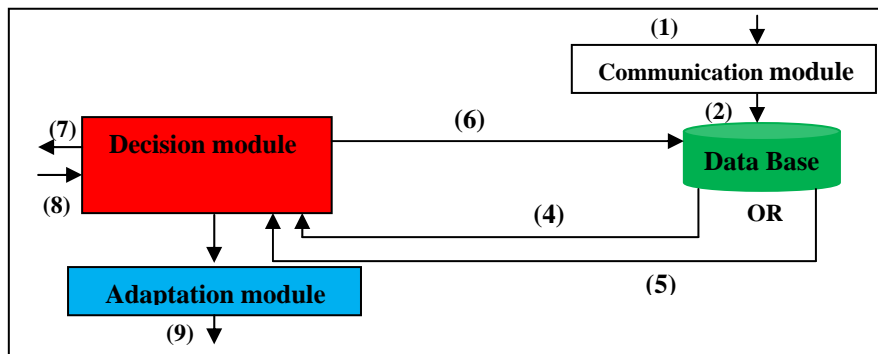 (1)
Communication module
(2)
(7)
Decision module
(6)
Data Base
(8)
(4)
OR
(5)
Adaptation module
(9)